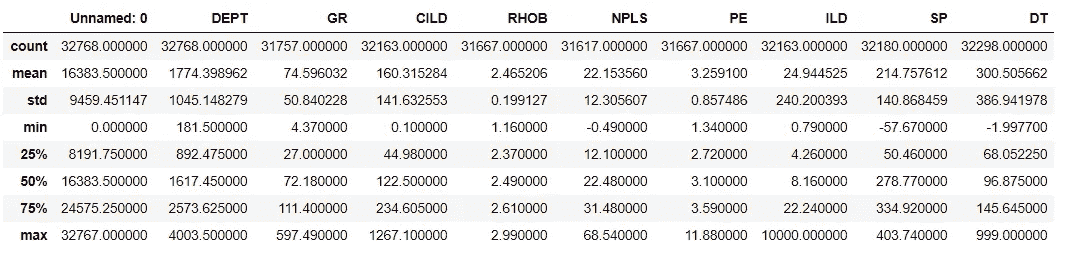 Unnamed: 0 DEPT GR CILD RHOB NPLS PE ILD SP DT
count 32768.000000 32768.000000 31757.000000 32163.000000 31667.000000 31617.000000 31667.000000 32163.000000 32180.000000 32298.000000
mean 16383.500000 1774.398962 74.596032 160.315284 2.465206 22.153560 3.259100 24.944525 214.757612 300.505662
std 9459.451147 1045.148279 50.840228 141.632553 0.199127 12.305607 0.857486 240.200393 140.868459 386.941978
min 0.000000 181.500000 4.370000 0.100000 1.160000 -0.490000 1.340000 0.790000 -57.670000 -1.997700
25% 8191.750000 892.475000 27.000000 44.980000 2.370000 12.100000 2.720000 4.260000 50.460000 68.052250
50% 16383.500000 1617.450000 72.180000 122.500000 2.490000 22.480000 3.100000 8.160000 278.770000 96.875000
75% 24575.250000 2573.625000 111.400000 234.605000 2.610000 31.480000 3.590000 22.240000 334.920000 145.645000
max 32767.000000 4003.500000 597.490000 1267.100000 2.990000 68.540000 11.880000 10000.000000 403.740000 999.000000